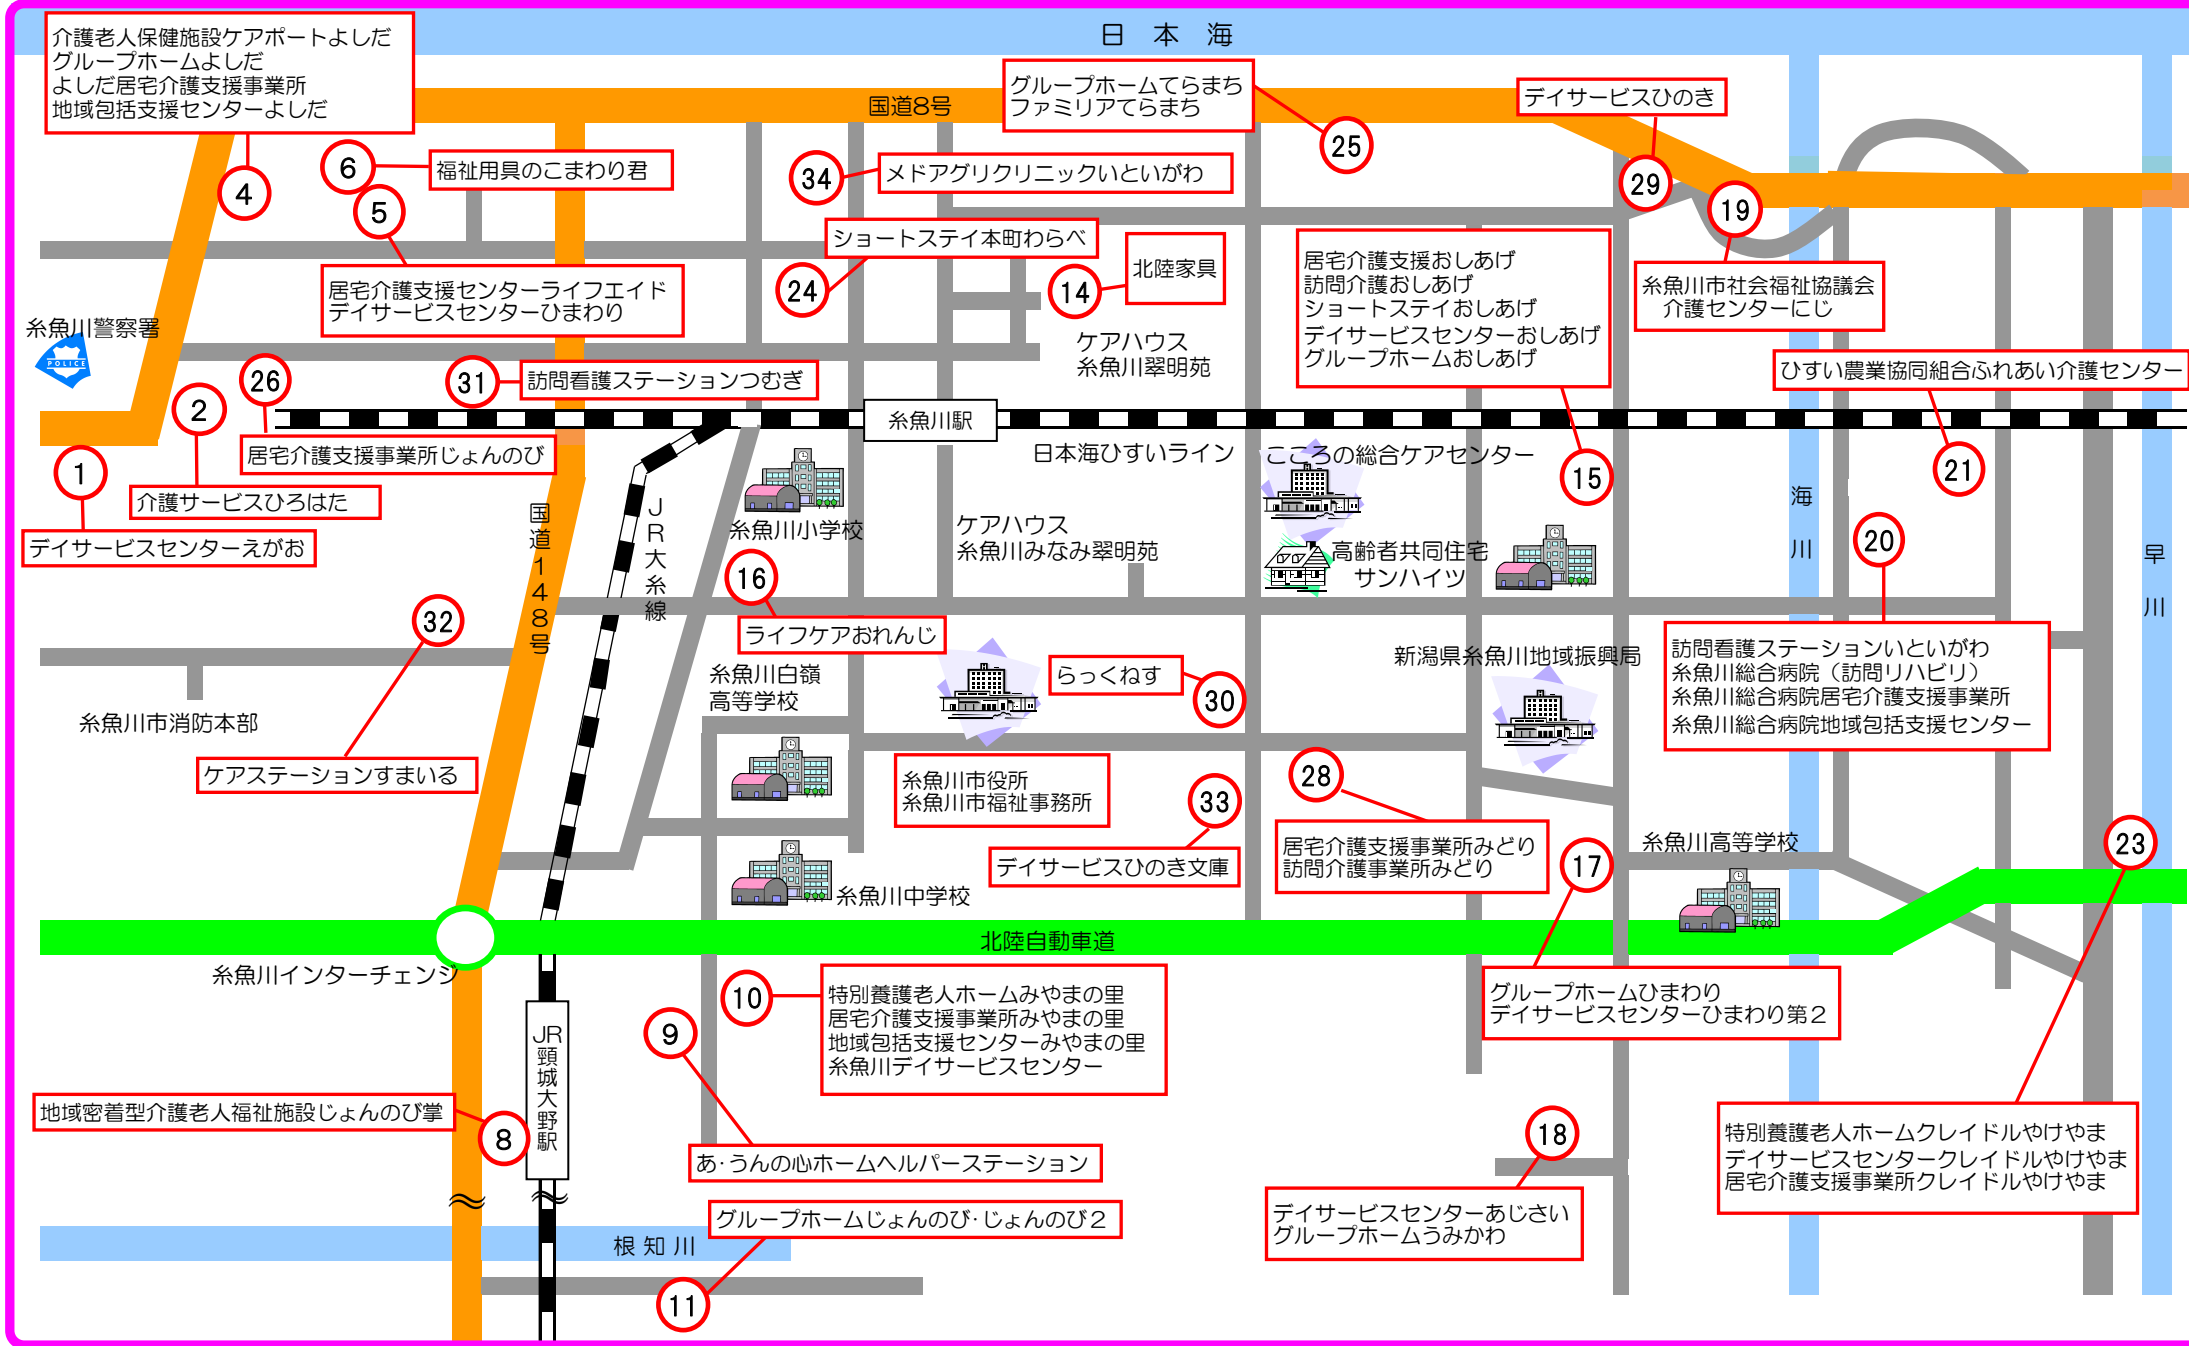 日本海
介護老人保健施設ケアポートよしだ
グループホームよしだ
よしだ居宅介護支援事業所
地域包括支援センターよしだ
4
国道8号
グループホームてらまち
ファミリアてらまち
25
デイサービスひのき
29
6
福祉用具のこまわり君
5
34
メドアグリクリニックいといがわ
19
ショートステイ本町わらべ
24
14
北陸家具
居宅介護支援センターライフエイド
デイサービスセンターひまわり
居宅介護支援おしあげ
訪問介護おしあげ
ショートステイおしあげ
デイサービスセンターおしあげ
グループホームおしあげ
糸魚川市社会福祉協議会
介護センターにじ
糸魚川警察署
POLICE
ケアハウス
糸魚川翠明苑
26
2
31
訪問看護ステーションつむぎ
ひすい農業協同組合ふれあい介護センター
糸魚川駅
居宅介護支援事業所じょんのび
日本海ひすいライン
こころの総合ケアセンター
15
21
1
介護サービスひろはた
デイサービスセンターえがお
国道148号
JR大糸線
糸魚川小学校
ケアハウス
糸魚川みなみ翠明苑
高齢者共同住宅
サンハイツ
海川
20
早川
16
ライフケアおれんじ
32
糸魚川市消防本部
糸魚川白嶺
高等学校
らっくねす
30
新潟県糸魚川地域振興局
訪問看護ステーションいといがわ
糸魚川総合病院（訪問リハビリ）
糸魚川総合病院居宅介護支援事業所
糸魚川総合病院地域包括支援センター
ケアステーションすまいる
糸魚川市役所
糸魚川市福祉事務所
33
28
デイサービスひのき文庫
居宅介護支援事業所みどり
訪問介護事業所みどり
17
糸魚川高等学校
23
糸魚川中学校
北陸自動車道
糸魚川インターチェンジ
10
特別養護老人ホームみやまの里
居宅介護支援事業所みやまの里
地域包括支援センターみやまの里
糸魚川デイサービスセンター
グループホームひまわり
デイサービスセンターひまわり第2
9
JR頸城大野駅
地域密着型介護老人福祉施設じょんのび掌
8
あ・うんの心ホームヘルパーステーション
18
特別養護老人ホームクレイドルやけやま
デイサービスセンタークレイドルやけやま
居宅介護支援事業所クレイドルやけやま
グループホームじょんのび・じょんのび2
デイサービスセンターあじさい
グループホームうみかわ
根知川
11